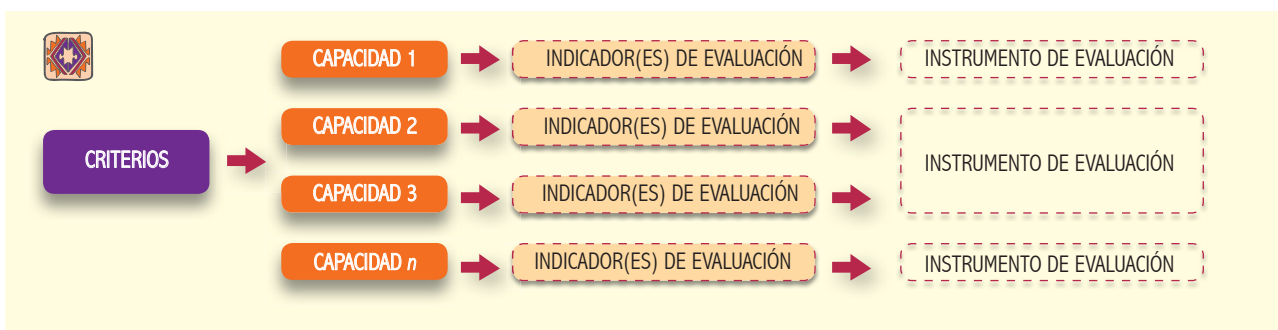 CAPACIDAD 1
INDICADOR(ES) DE EVALUACIÓN
INSTRUMENTO DE EVALUACIÓN
CAPACIDAD 2
INDICADOR(ES) DE EVALUACIÓN
CRITERIOS
INSTRUMENTO DE EVALUACIÓN
CAPACIDAD 3
INDICADOR(ES) DE EVALUACIÓN
CAPACIDAD n
INDICADOR(ES) DE EVALUACIÓN
INSTRUMENTO DE EVALUACIÓN